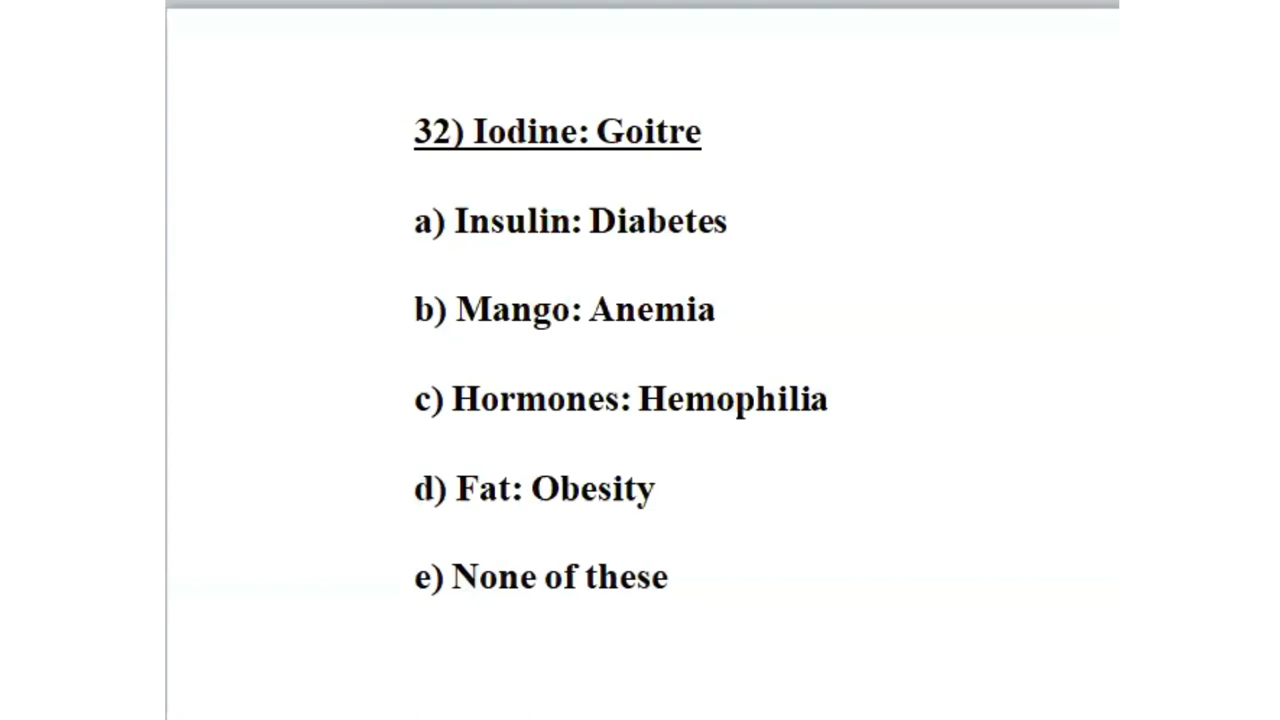 32) Iodine: Goitre
a) Insulin: Diabetes
b) Mango: Anemia
c) Hormones: Hemophilia
d) Fat: Obesity
e) None of these